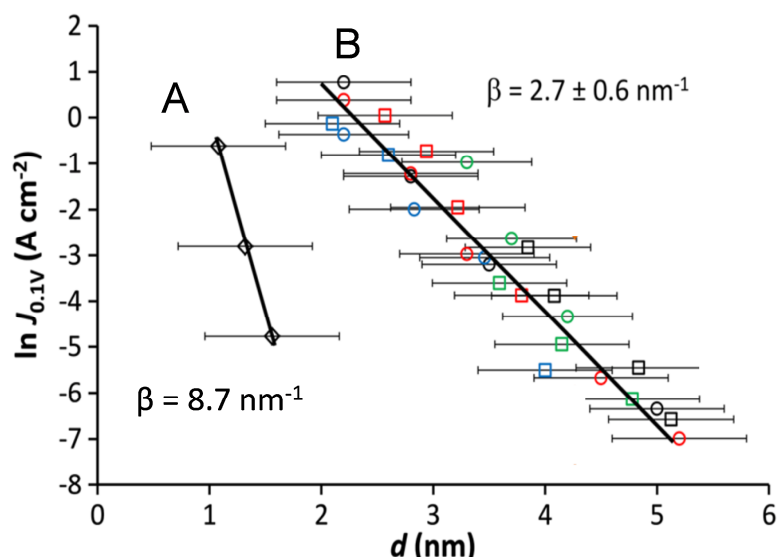 2
1
0
-1
-2
-3
-4
-5
-6
-7
-8
ln J0.1V (A cm-2)
A
B
β = 2.7 ± 0.6 nm-1
β = 8.7 nm-1
0 1 2 3 4 5 6
d (nm)